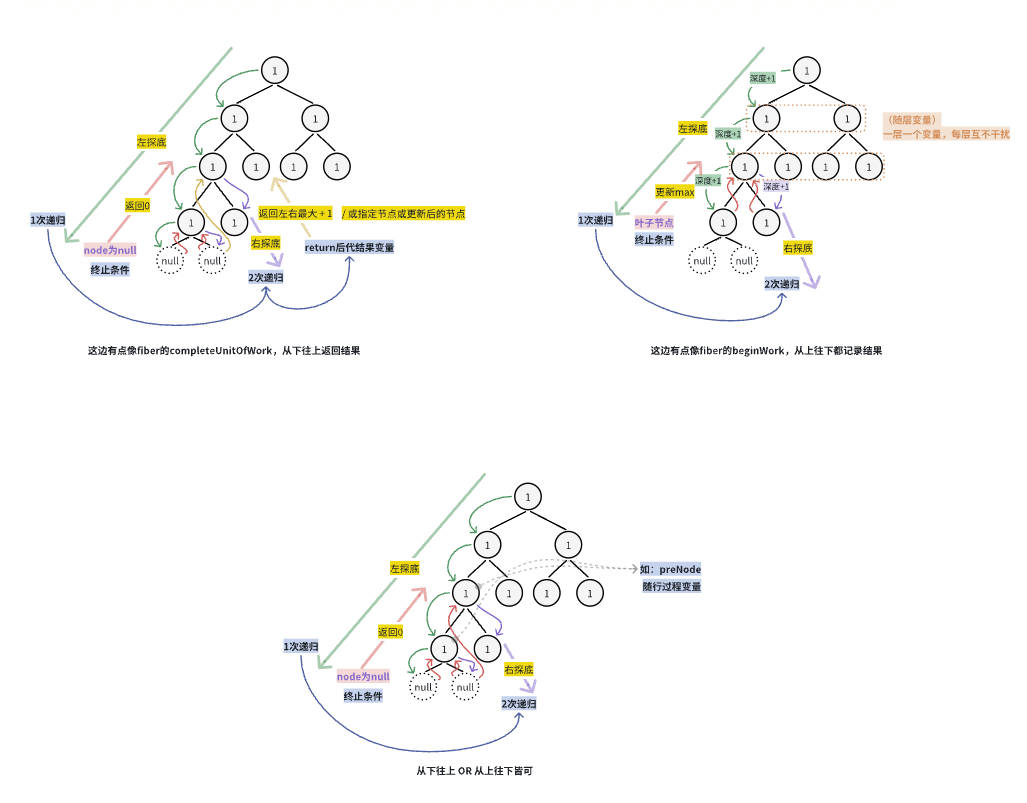 1
1
1
左探底
1
1
1
1
返回0
1次递归
1
1
返回左右最大 + 1
/ 或指定节点或更新后的节点
node为null
右探底
return后代结果变量
终止条件
null
null
2次递归
这边有点像fiber的completeUnitOfWork，从下往上返回结果
1
深度+1
1
1
（随层变量）
一层一个变量，每层互不干扰
左探底
深度+1
1
1
1
1
深度+1
深度+1
更新max
1次递归
叶子节点
1
1
终止条件
右探底
null
null
2次递归
这边有点像fiber的beginWork，从上往下都记录结果
1
1
1
左探底
如：preNode
随行过程变量
1
1
1
1
返回0
1次递归
1
1
node为null
右探底
终止条件
null
null
2次递归
从下往上 OR 从上往下皆可